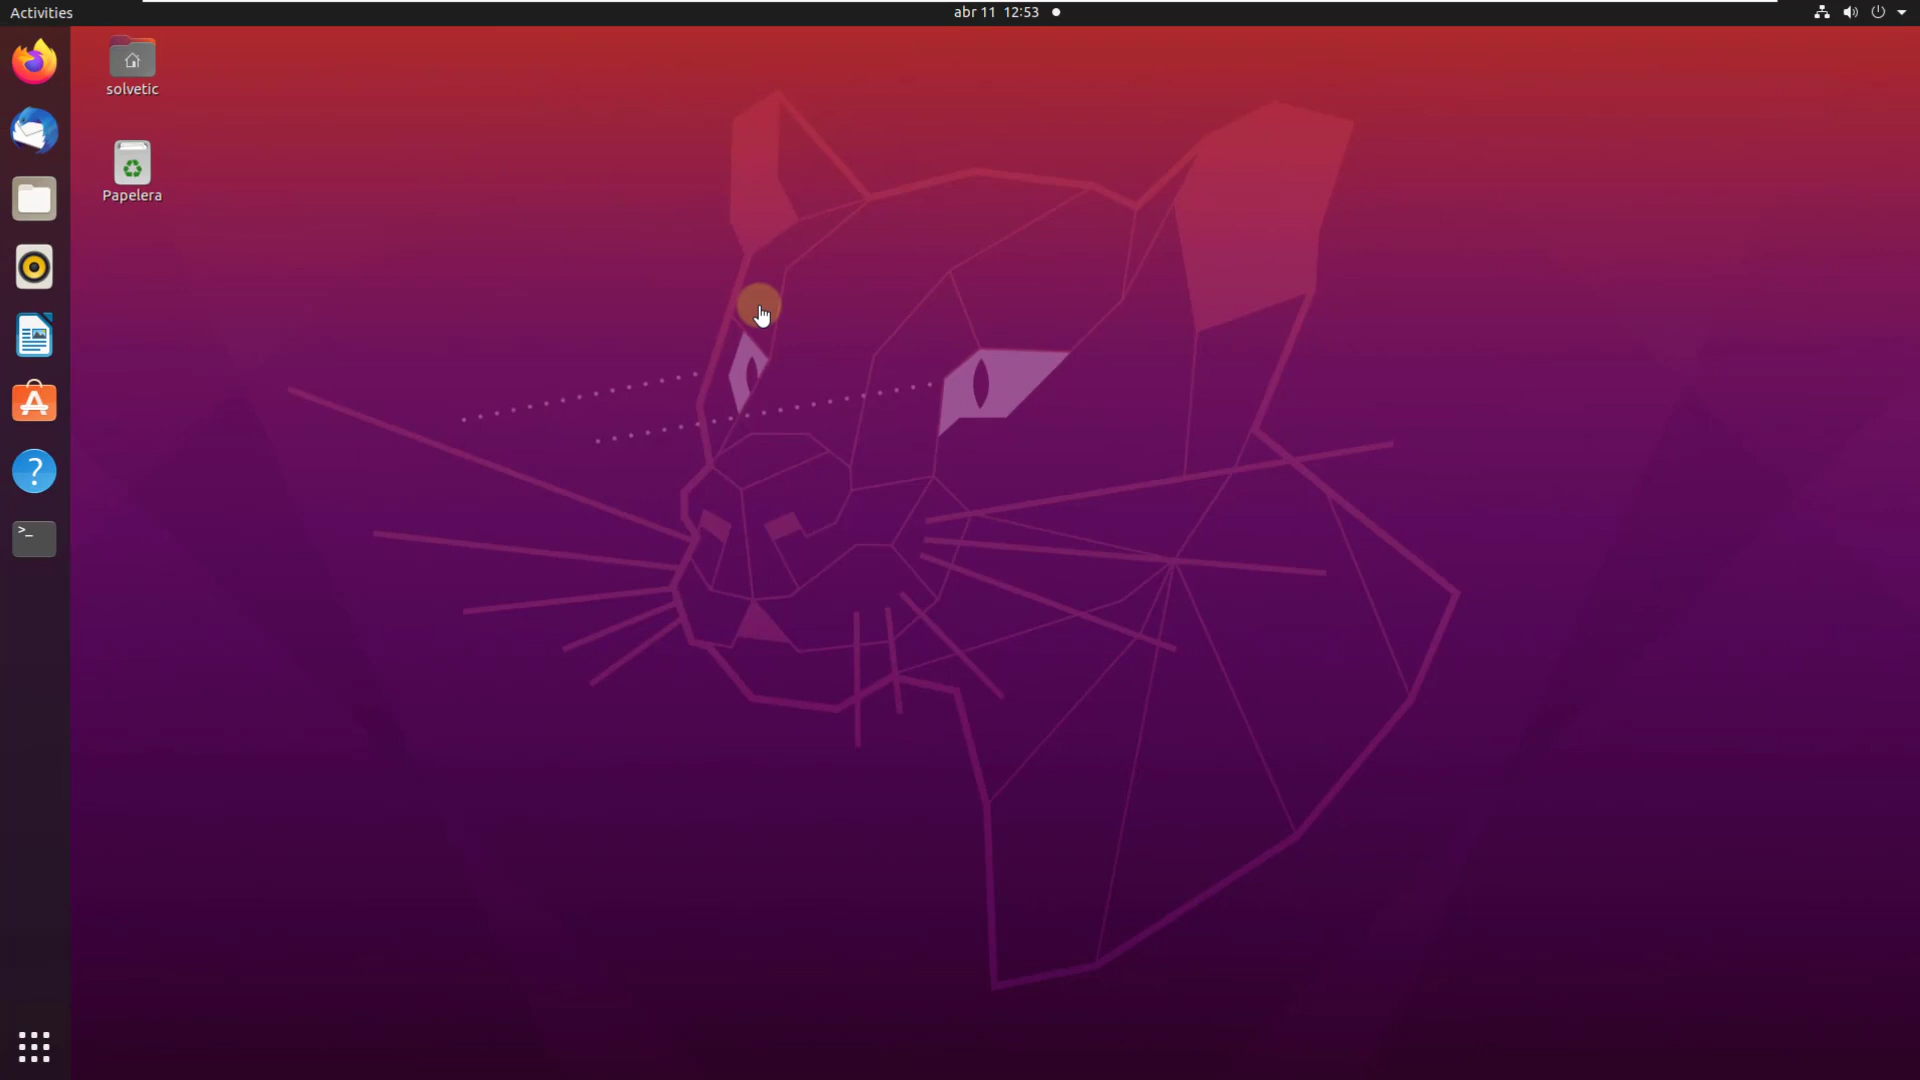 Activities
abr 11 12:53
solvetic
Papelera
?
>_